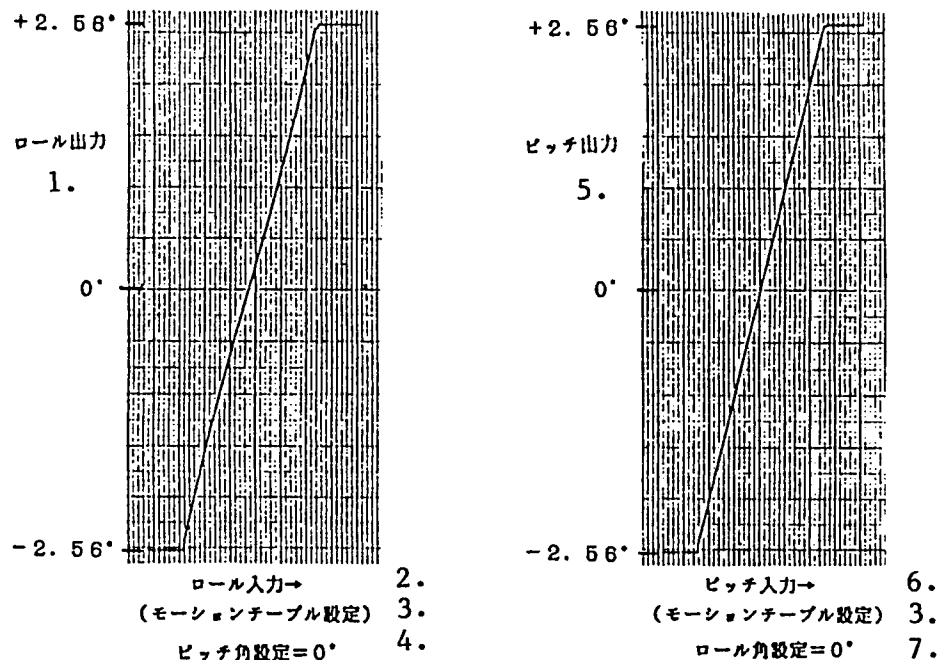 +2.56°
ロール出力
1.
0°
-2.56°
ロール入力→ 2.
(モーションテーブル設定) 3.
ピッチ角設定=0° 4.
+2.56°
ピッチ出力
5.
0°
-2.56°
ピッチ入力→ 6.
(モーションテーブル設定) 3.
ロール角設定=0° 7.